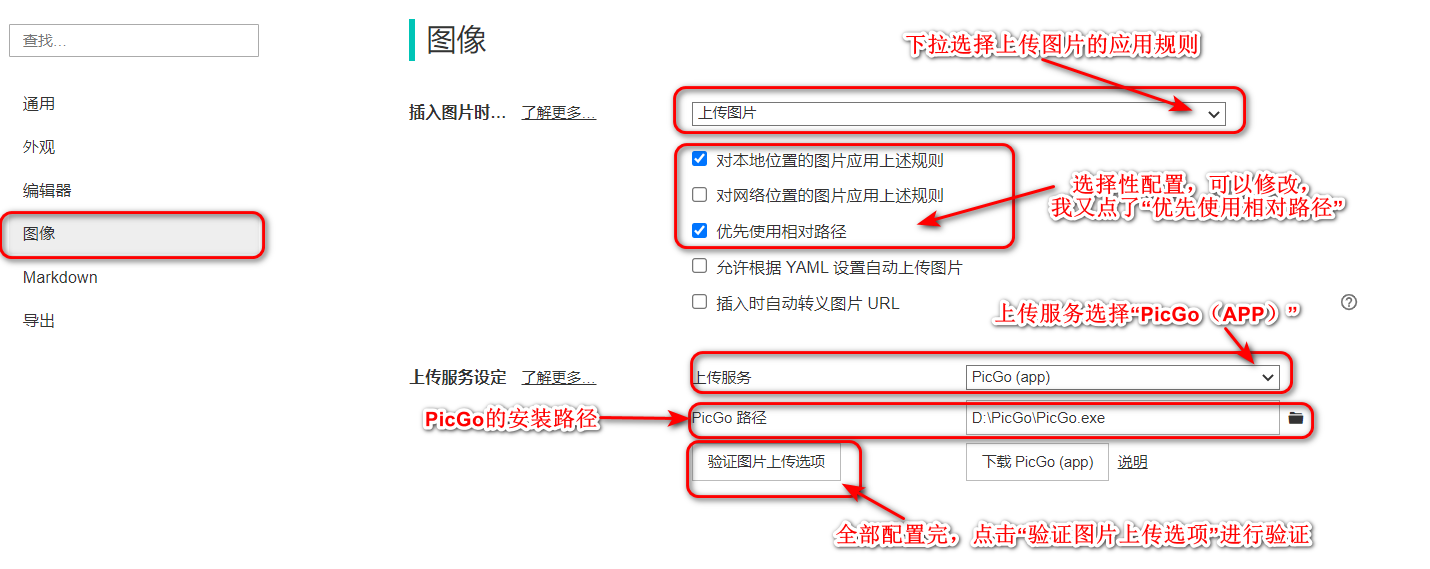 查找...
通用
外观
编辑器
图像
Markdown
导出
图像
下拉选择上传图片的应用规则
插入图片时... 了解更多... 上传图片
对本地位置的图片应用上述规则
对网络位置的图片应用上述规则
优先使用相对路径
选择性配置，可以修改，
我又点了“优先使用相对路径”
允许根据 YAML 设置自动上传图片
插入时自动转义图片 URL
上传服务选择“PicGo（APP）”
上传服务设定 了解更多... 上传服务 PicGo (app)
PicGo的安装路径
PicGo 路径 D:\PicGo\PicGo.exe
验证图片上传选项 下载 PicGo (app) 说明
全部配置完，点击“验证图片上传选项”进行验证